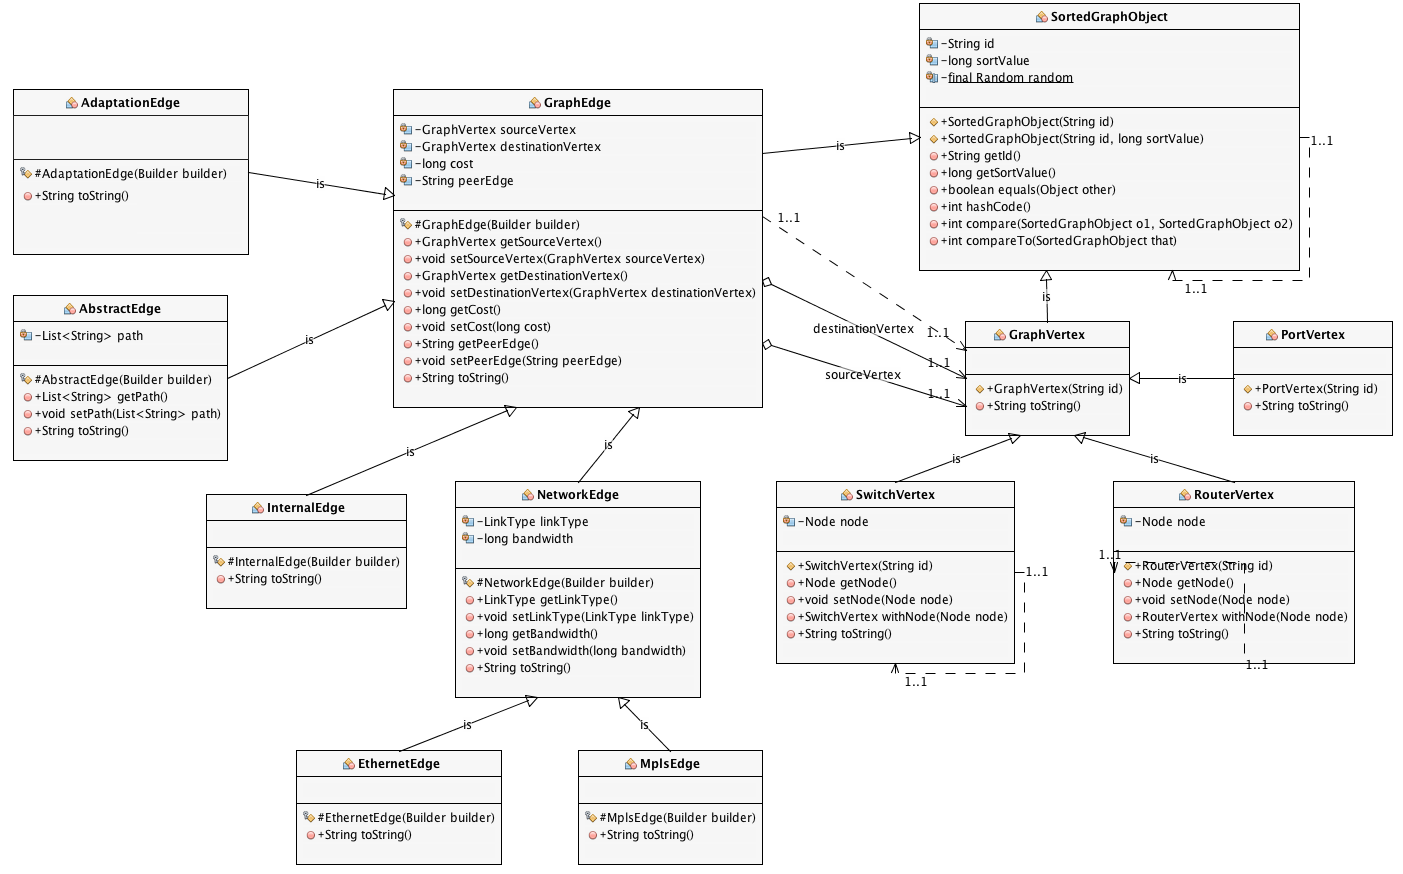 SortedGraphObject
-String id
-long sortValue
-final Random random
+SortedGraphObject(String id)
+SortedGraphObject(String id, long sortValue)
+String getId()
+long getSortValue()
+boolean equals(Object other)
+int hashCode()
+int compare(SortedGraphObject o1, SortedGraphObject o2)
+int compareTo(SortedGraphObject that)
1..1
1..1
AdaptationEdge
#AdaptationEdge(Builder builder)
+String toString()
is
GraphEdge
-GraphVertex sourceVertex
-GraphVertex destinationVertex
-long cost
-String peerEdge
#GraphEdge(Builder builder)
+GraphVertex getSourceVertex()
+void setSourceVertex(GraphVertex sourceVertex)
+GraphVertex getDestinationVertex()
+void setDestinationVertex(GraphVertex destinationVertex)
+long getCost()
+void setCost(long cost)
+String getPeerEdge()
+void setPeerEdge(String peerEdge)
+String toString()
is
1..1
1..1
destinationVertex
1..1
sourceVertex
1..1
is
AbstractEdge
-List<String> path
#AbstractEdge(Builder builder)
+List<String> getPath()
+void setPath(List<String> path)
+String toString()
is
GraphVertex
+GraphVertex(String id)
+String toString()
is
PortVertex
+PortVertex(String id)
+String toString()
is
is
is
is
InternalEdge
#InternalEdge(Builder builder)
+String toString()
NetworkEdge
-LinkType linkType
-long bandwidth
#NetworkEdge(Builder builder)
+LinkType getLinkType()
+void setLinkType(LinkType linkType)
+long getBandwidth()
+void setBandwidth(long bandwidth)
+String toString()
SwitchVertex
-Node node
+SwitchVertex(String id)
+Node getNode()
+void setNode(Node node)
+SwitchVertex withNode(Node node)
+String toString()
1..1
1..1
RouterVertex
-Node node
1..1
+RouterVertex(String id)
+Node getNode()
+void setNode(Node node)
+RouterVertex withNode(Node node)
+String toString()
1..1
is
is
EthernetEdge
#EthernetEdge(Builder builder)
+String toString()
MplsEdge
#MplsEdge(Builder builder)
+String toString()